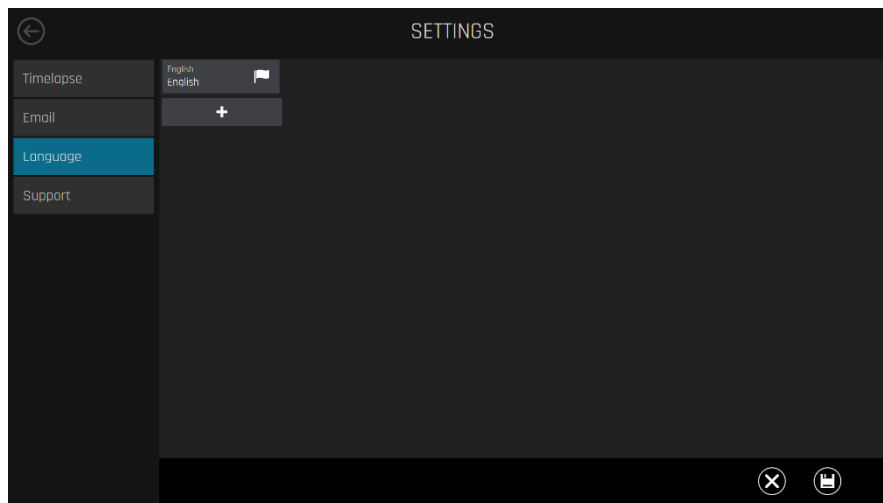 SETTINGS
Timelapse
Email
Language
Support
English
English
+